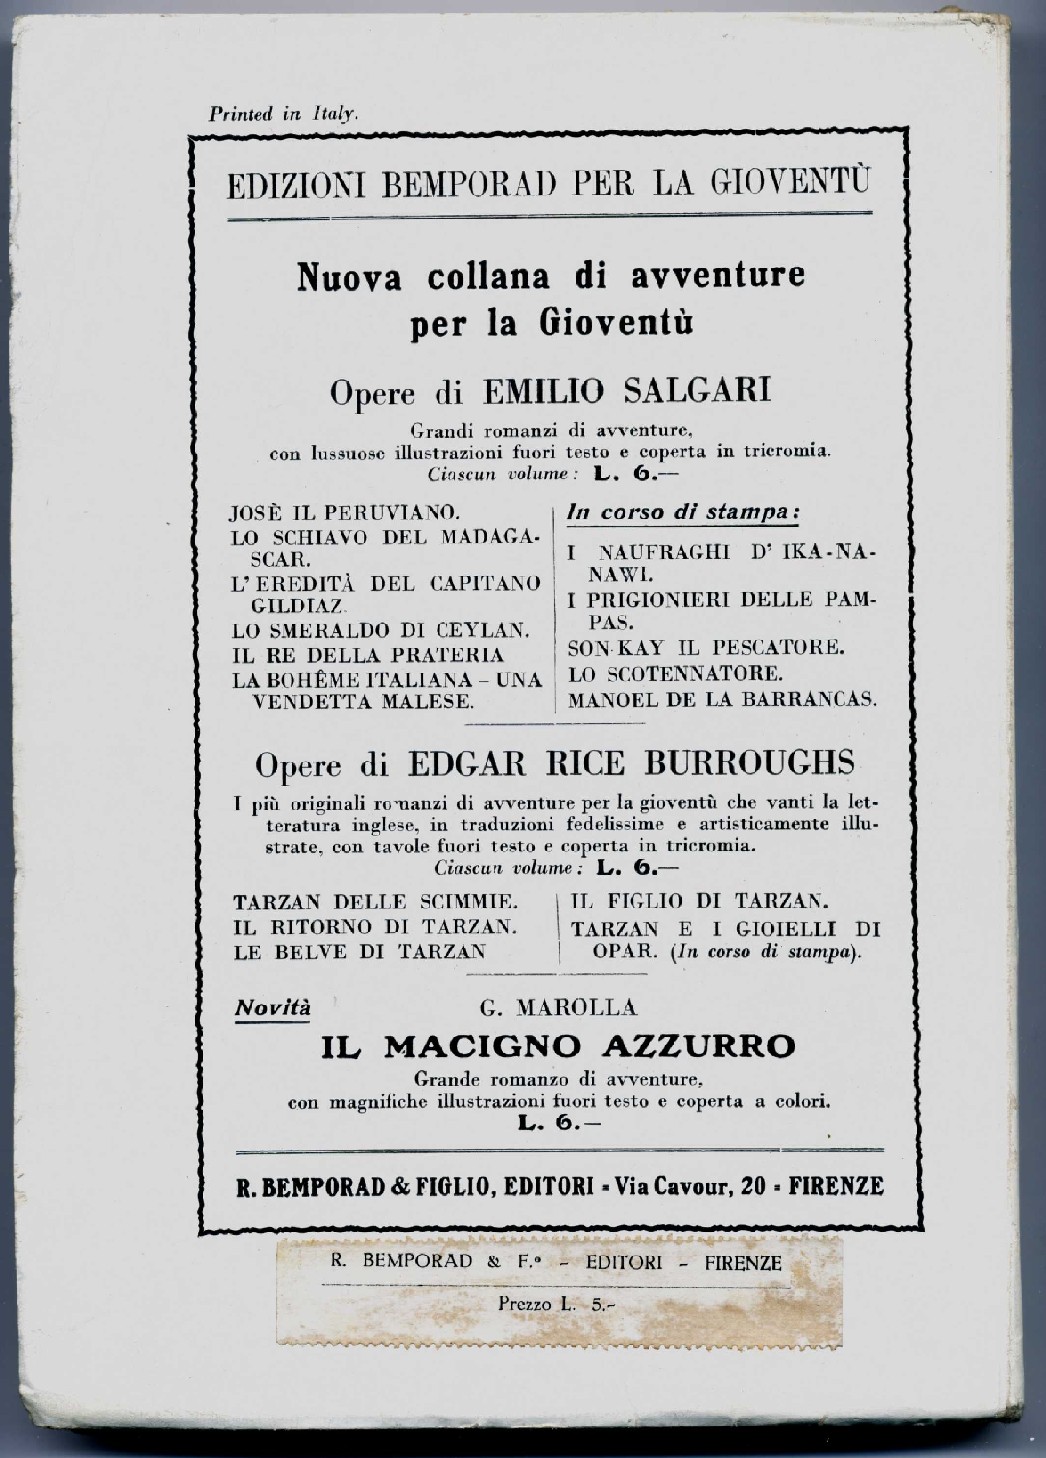 Printed in Italy.
EDIZIONI BEMPORAD PER LA GIOVENTÙ
Nuova collana di avventure
per la Gioventù
Opere di EMILIO SALGARI
Grandi romanzi di avventure,
con lussuose illustrazioni fuori testo e coperta in tricromia.
Ciascun volume: L. 6.—
JOSÈ IL PERUVIANO.
LO SCHIAVO DEL MADAGA-
SCAR.
L'EREDITÀ DEL CAPITANO
GILDIAZ.
LO SMERALDO DI CEYLAN.
IL RE DELLA PRATERIA
LA BOHÊME ITALIANA - UNA
VENDETTA MALESE.
In corso di stampa:
I NAUFRAGHI D'IKA-NA-
NAWI.
I PRIGIONIERI DELLE PAM-
PAS.
SON-KAY IL PESCATORE.
LO SCOTENNATORE.
MANOEL DE LA BARRANCAS.
Opere di EDGAR RICE BURROUGHS
I più originali romanzi di avventure per la gioventù che vanti la let-
teratura inglese, in traduzioni fedelissime e artisticamente illu-
strate, con tavole fuori testo e coperta in tricromia.
Ciascun volume: L. 6.—
TARZAN DELLE SCIMMIE.
IL RITORNO DI TARZAN.
LE BELVE DI TARZAN
IL FIGLIO DI TARZAN.
TARZAN E I GIOIELLI DI
OPAR. (In corso di stampa).
Novità
G. MAROLLA
IL MACIGNO AZZURRO
Grande romanzo di avventure,
con magnifiche illustrazioni fuori testo e coperta a colori.
L. 6.—
R. BEMPORAD & FIGLIO, EDITORI - Via Cavour, 20 - FIRENZE
R. BEMPORAD & F.º - EDITORI - FIRENZE
Prezzo L. 5.-